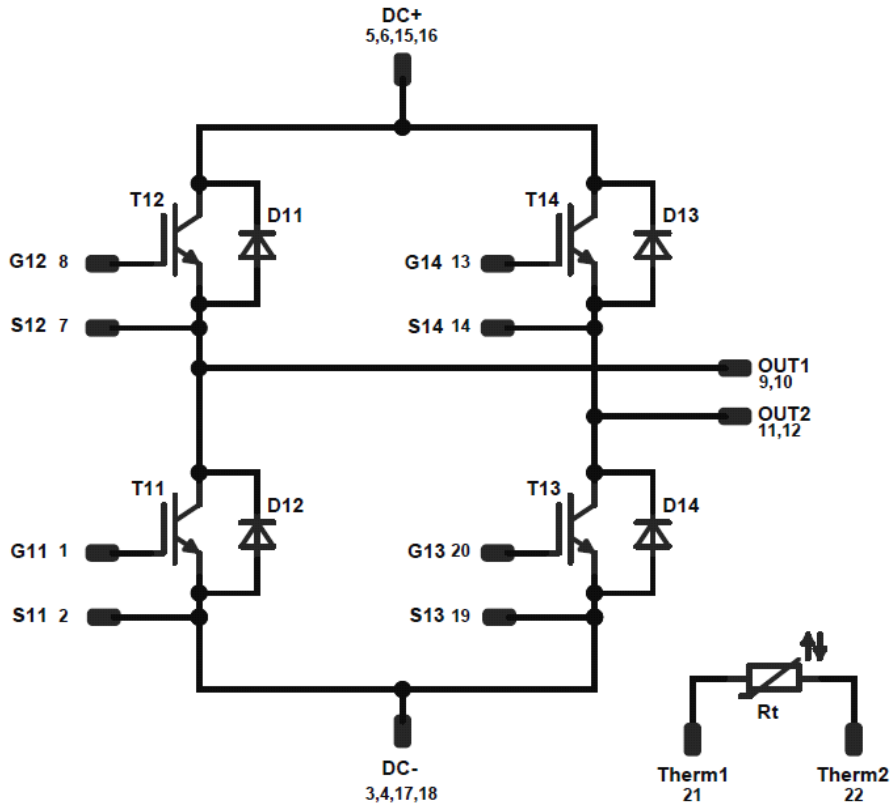 DC+
5,6,15,16
T12
D11
T14
D13
G12 8
G14 13
S12 7
S14 14
OUT1
9,10
OUT2
11,12
T11
D12
T13
D14
G11 1
G13 20
S11 2
S13 19
Rt
DC-
3,4,17,18
Therm1
21
Therm2
22